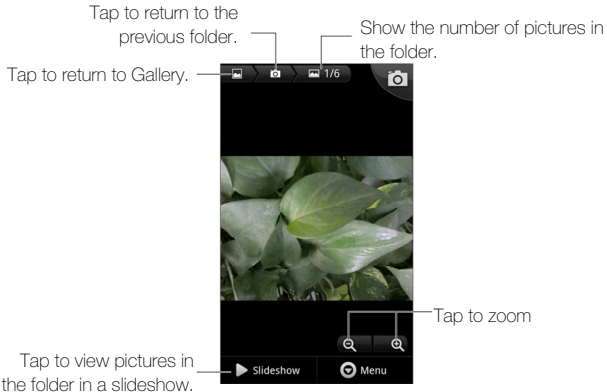 Tap to return to the
previous folder.
Show the number of pictures in
the folder.
Tap to return to Gallery.
1/6
Tap to zoom
Slideshow
Menu
Tap to view pictures in
the folder in a slideshow.